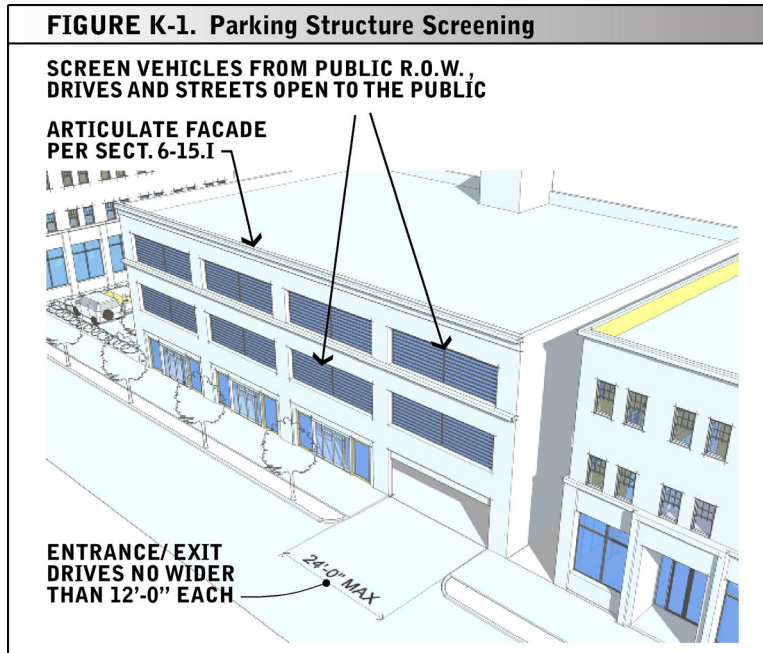 FIGURE K-1. Parking Structure Screening
SCREEN VEHICLES FROM PUBLIC R.O.W.,
DRIVES AND STREETS OPEN TO THE PUBLIC
ARTICULATE FACADE
PER SECT. 6-15.I
ENTRANCE/ EXIT
DRIVES NO WIDER
THAN 12’-0” EACH
24'-0" MAX